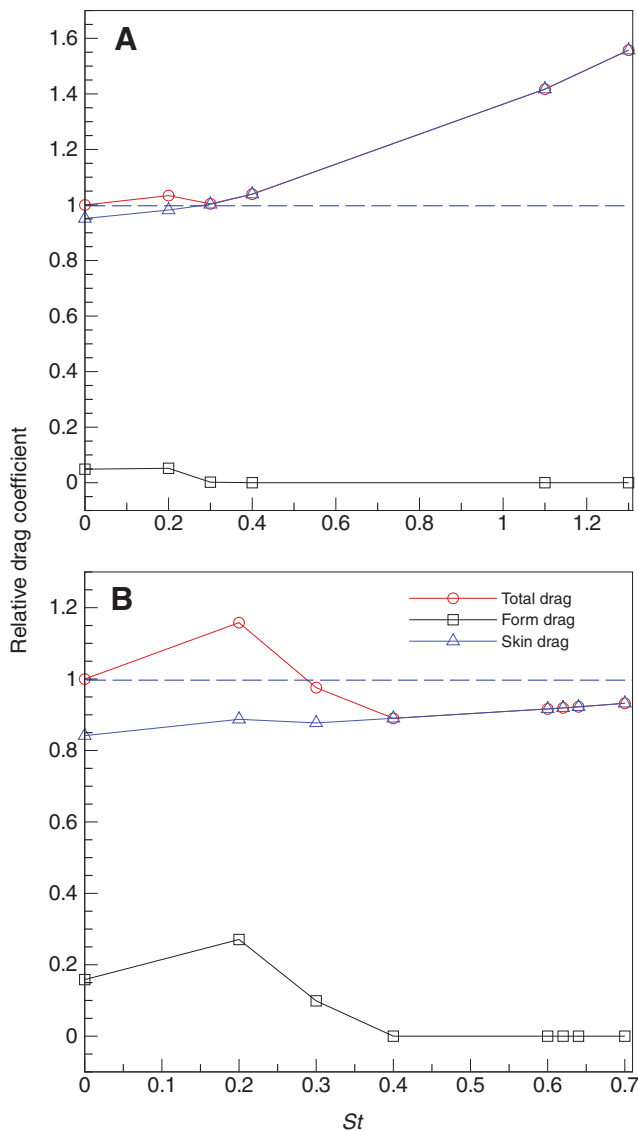 A
1.6
1.4
1.2
1
0.8
0.6
0.4
0.2
0
0 0.2 0.4 0.6 0.8 1 1.2
Relative drag coefficient
B
Total drag
Form drag
Skin drag
1.2
1
0.8
0.6
0.4
0.2
0
0 0.1 0.2 0.3 0.4 0.5 0.6 0.7
St